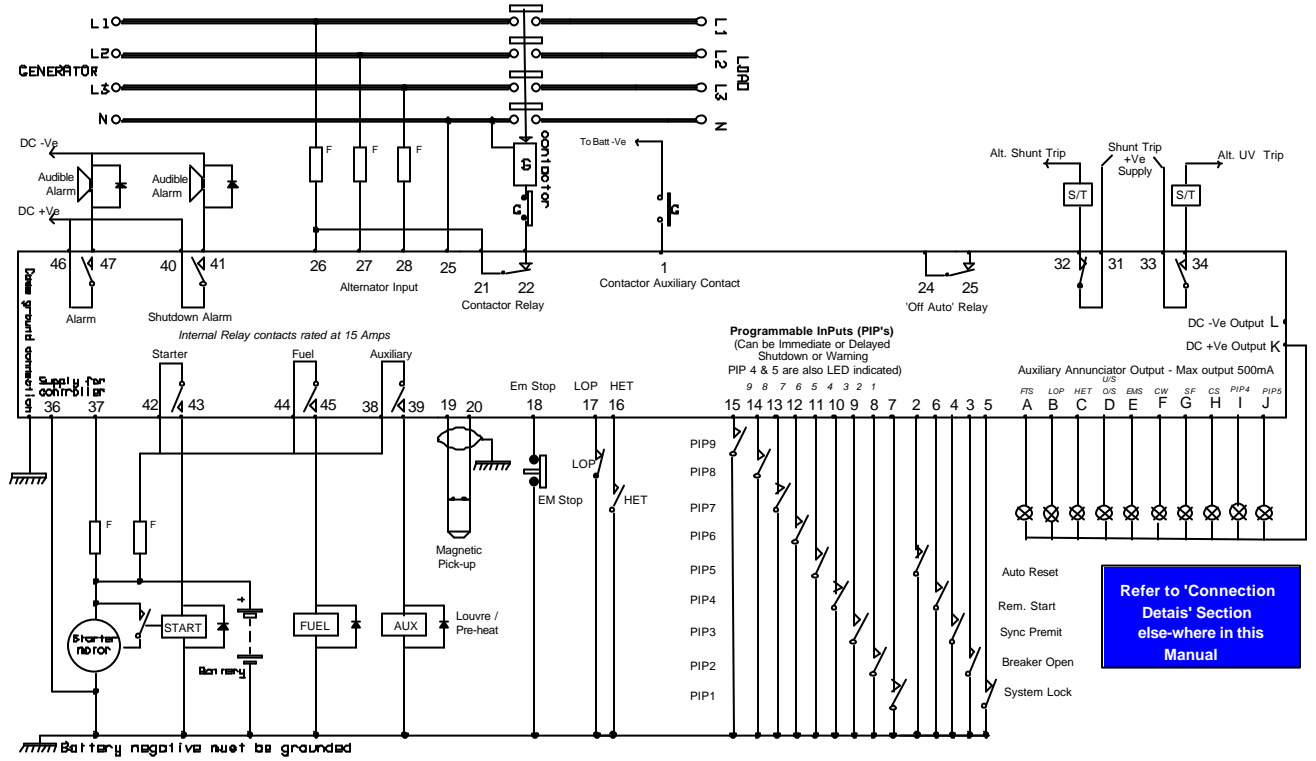 L1
L2
GENERATOR
L3
N
L1
L2
L3
N
LOAD
F
F
F
contactor
G
G
To Batt -Ve
G
DC -Ve
Audible
Alarm
Audible
Alarm
DC +Ve
Alt. Shunt Trip
Shunt Trip
+Ve
Supply
Alt. UV Trip
S/T
S/T
46 47 40 41 26 27 28 25 21 22 1 24 25 32 31 33 34
Alarm
Shutdown Alarm
Alternator Input
Contactor Relay
Contactor Auxiliary Contact
'Off Auto' Relay
Internal Relay contacts rated at 15 Amps
DC -Ve Output L
DC +Ve Output K
ground connection
Starter
Fuel
Auxiliary
Programmable InPuts (PIP's)
(Can be Immediate or Delayed
Shutdown or Warning
PIP 4 & 5 are also LED indicated)
Auxiliary Annunciator Output - Max output 500mA
Em Stop
LOP
HET
9 8 7 6 5 4 3 2 1
FTS LOP HET U/S O/S EMS CW SF CS PIP4 PIP5
A B C D E F G H I J
36 37 42 43 44 45 38 39 19 20 18 17 16 15 14 13 12 11 10 9 8 7 2 6 4 3 5
LOP
HET
EM Stop
Magnetic
Pick-up
PIP9
PIP8
PIP7
PIP6
PIP5
PIP4
PIP3
PIP2
PIP1
Auto Reset
Rem. Start
Sync Premit
Breaker Open
System Lock
F
F
Starter
motor
START
+
Battery
FUEL
AUX
Louvre /
Pre-heat
Refer to 'Connection
Detais' Section
else-where in this
Manual
Battery negative must be grounded